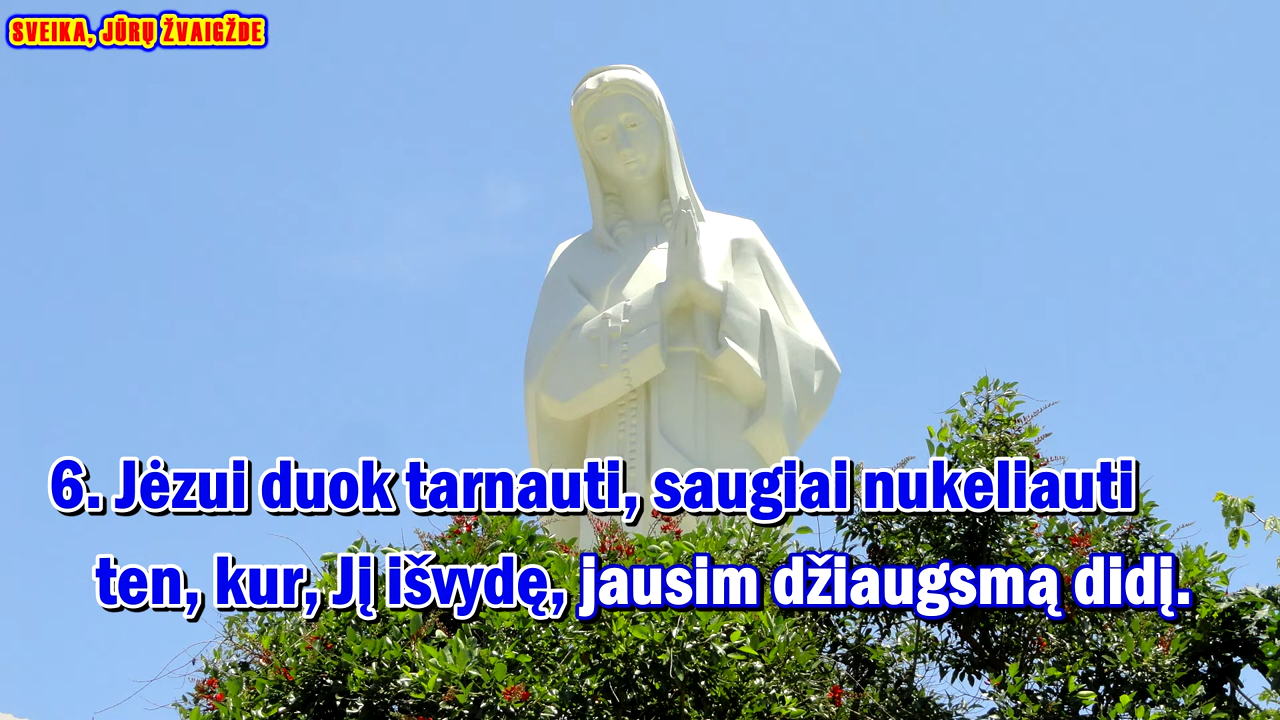 SVEIKA, JŪRŲ ŽVAIGŽDE
6. Jėzui duok tarnauti, saugiai nukeliauti
ten, kur, Jį išvydę, jausim džiaugsmą didį.